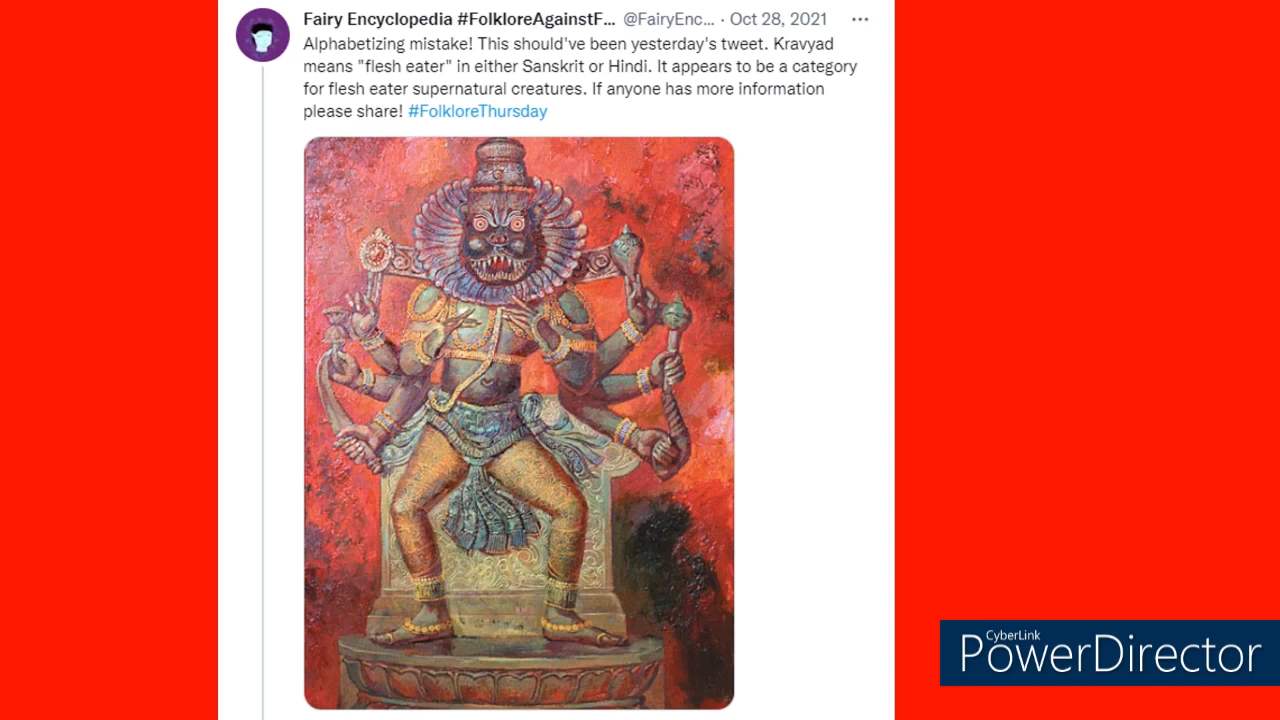 Fairy Encyclopedia #FolkloreAgainstF... @FairyEnc... · Oct 28, 2021 ...
Alphabetizing mistake! This should've been yesterday's tweet. Kravyad
means "flesh eater" in either Sanskrit or Hindi. It appears to be a category
for flesh eater supernatural creatures. If anyone has more information
please share! #FolkloreThursday
CyberLink
PowerDirector